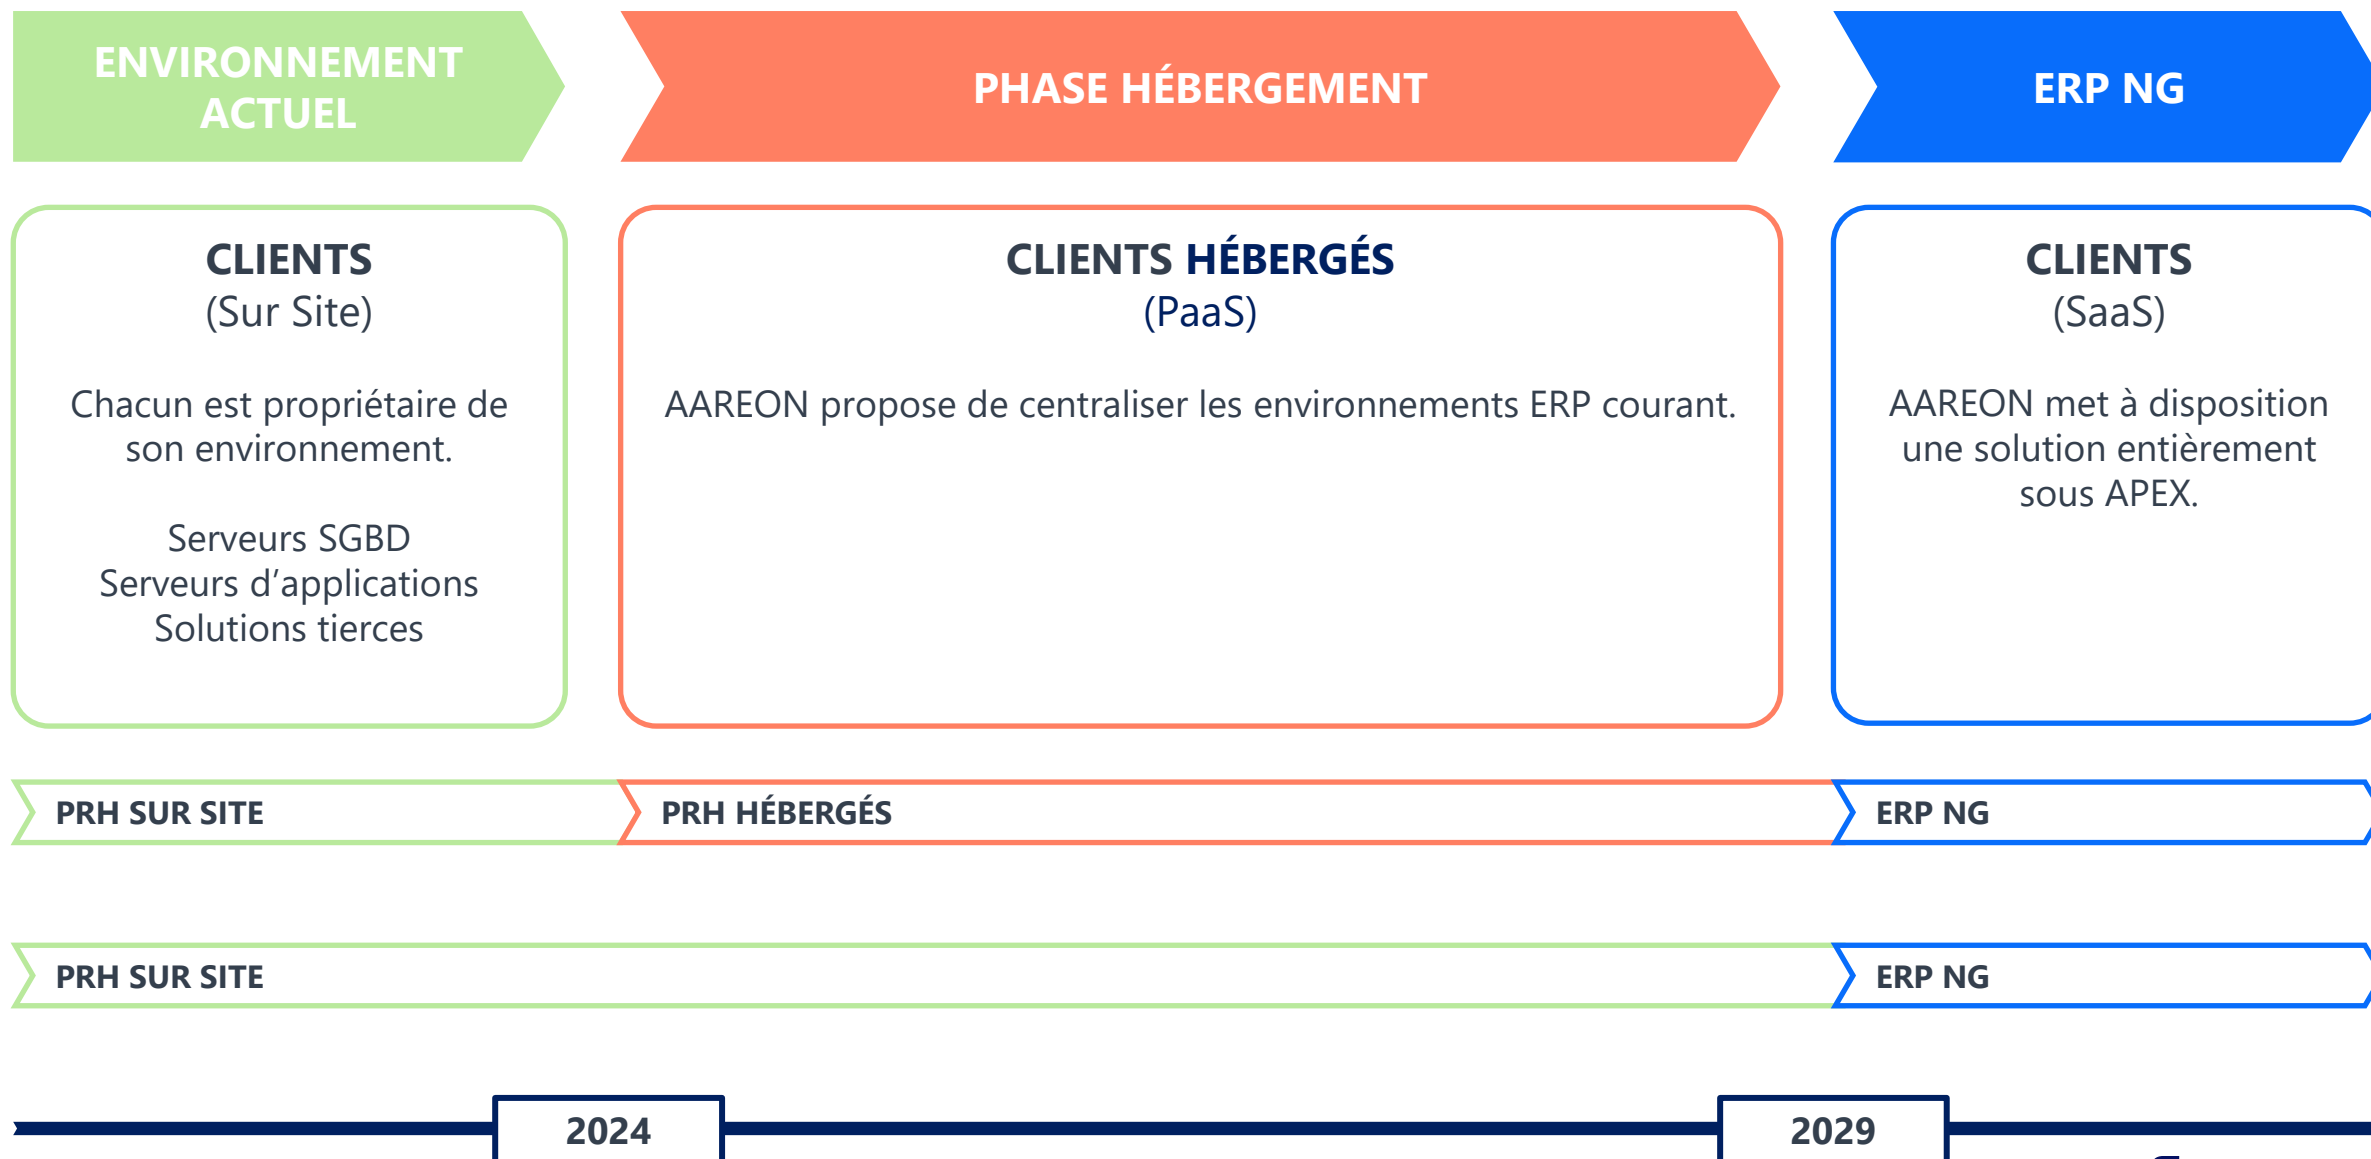 ENVIRONNEMENT
ACTUEL
PHASE HÉBERGEMENT
ERP NG
CLIENTS
(Sur Site)
Chacun est propriétaire de
son environnement.
Serveurs SGBD
Serveurs d’applications
Solutions tierces
CLIENTS HÉBERGÉS
(PaaS)
AAREON propose de centraliser les environnements ERP courant.
CLIENTS
(SaaS)
AAREON met à disposition
une solution entièrement
sous APEX.
PRH SUR SITE
PRH HÉBERGÉS
ERP NG
PRH SUR SITE
ERP NG
2024
2029